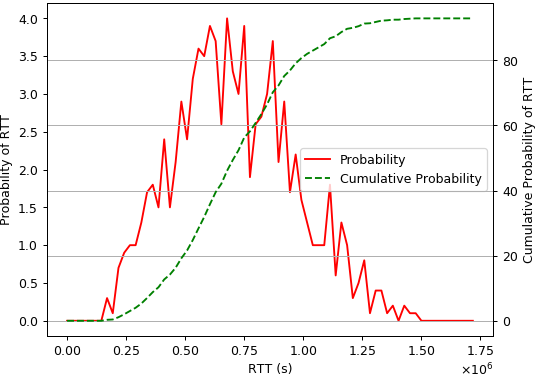 4.0
3.5
3.0
2.5
2.0
1.5
1.0
0.5
0.0
Probability of RTT
80
60
40
20
0
Cumulative Probability of RTT
Probability
Cumulative Probability
0.00 0.25 0.50 0.75 1.00 1.25 1.50 1.75
×10⁶
RTT (s)